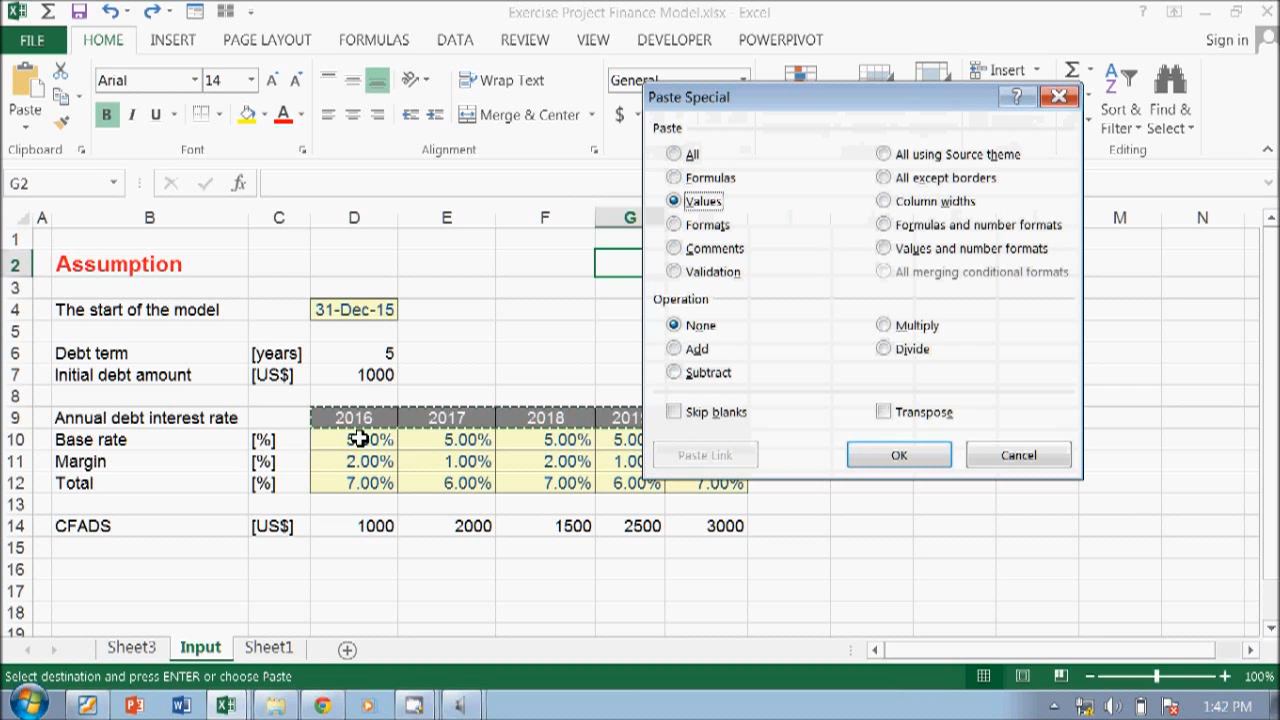 Exercise Project Finance Model.xlsx - Excel
FILE HOME INSERT PAGE LAYOUT FORMULAS DATA REVIEW VIEW DEVELOPER POWERPIVOT Sign in
Arial 14 Wrap Text General Insert
Paste B I U A Merge & Center $ Sort & Filter Find & Select
Clipboard Font Alignment Editing
G2 fx
A B C D E F G M N
1
2 Assumption
3
4 The start of the model 31-Dec-15
5
6 Debt term [years] 5
7 Initial debt amount [US$] 1000
8
9 Annual debt interest rate 2016 2017 2018
10 Base rate [%] 5.00% 5.00% 5.00%
11 Margin [%] 2.00% 1.00% 2.00%
12 Total [%] 7.00% 6.00% 7.00% 6.00% 7.00%
13
14 CFADS [US$] 1000 2000 1500 2500 3000
15
16
17
18
19
Paste Special
Paste
All All using Source theme
Formulas All except borders
Values Column widths
Formats Formulas and number formats
Comments Values and number formats
Validation All merging conditional formats
Operation
None Multiply
Add Divide
Subtract
Skip blanks Transpose
Paste Link OK Cancel
Sheet3 Input Sheet1
Select destination and press ENTER or choose Paste 100%
1:42 PM